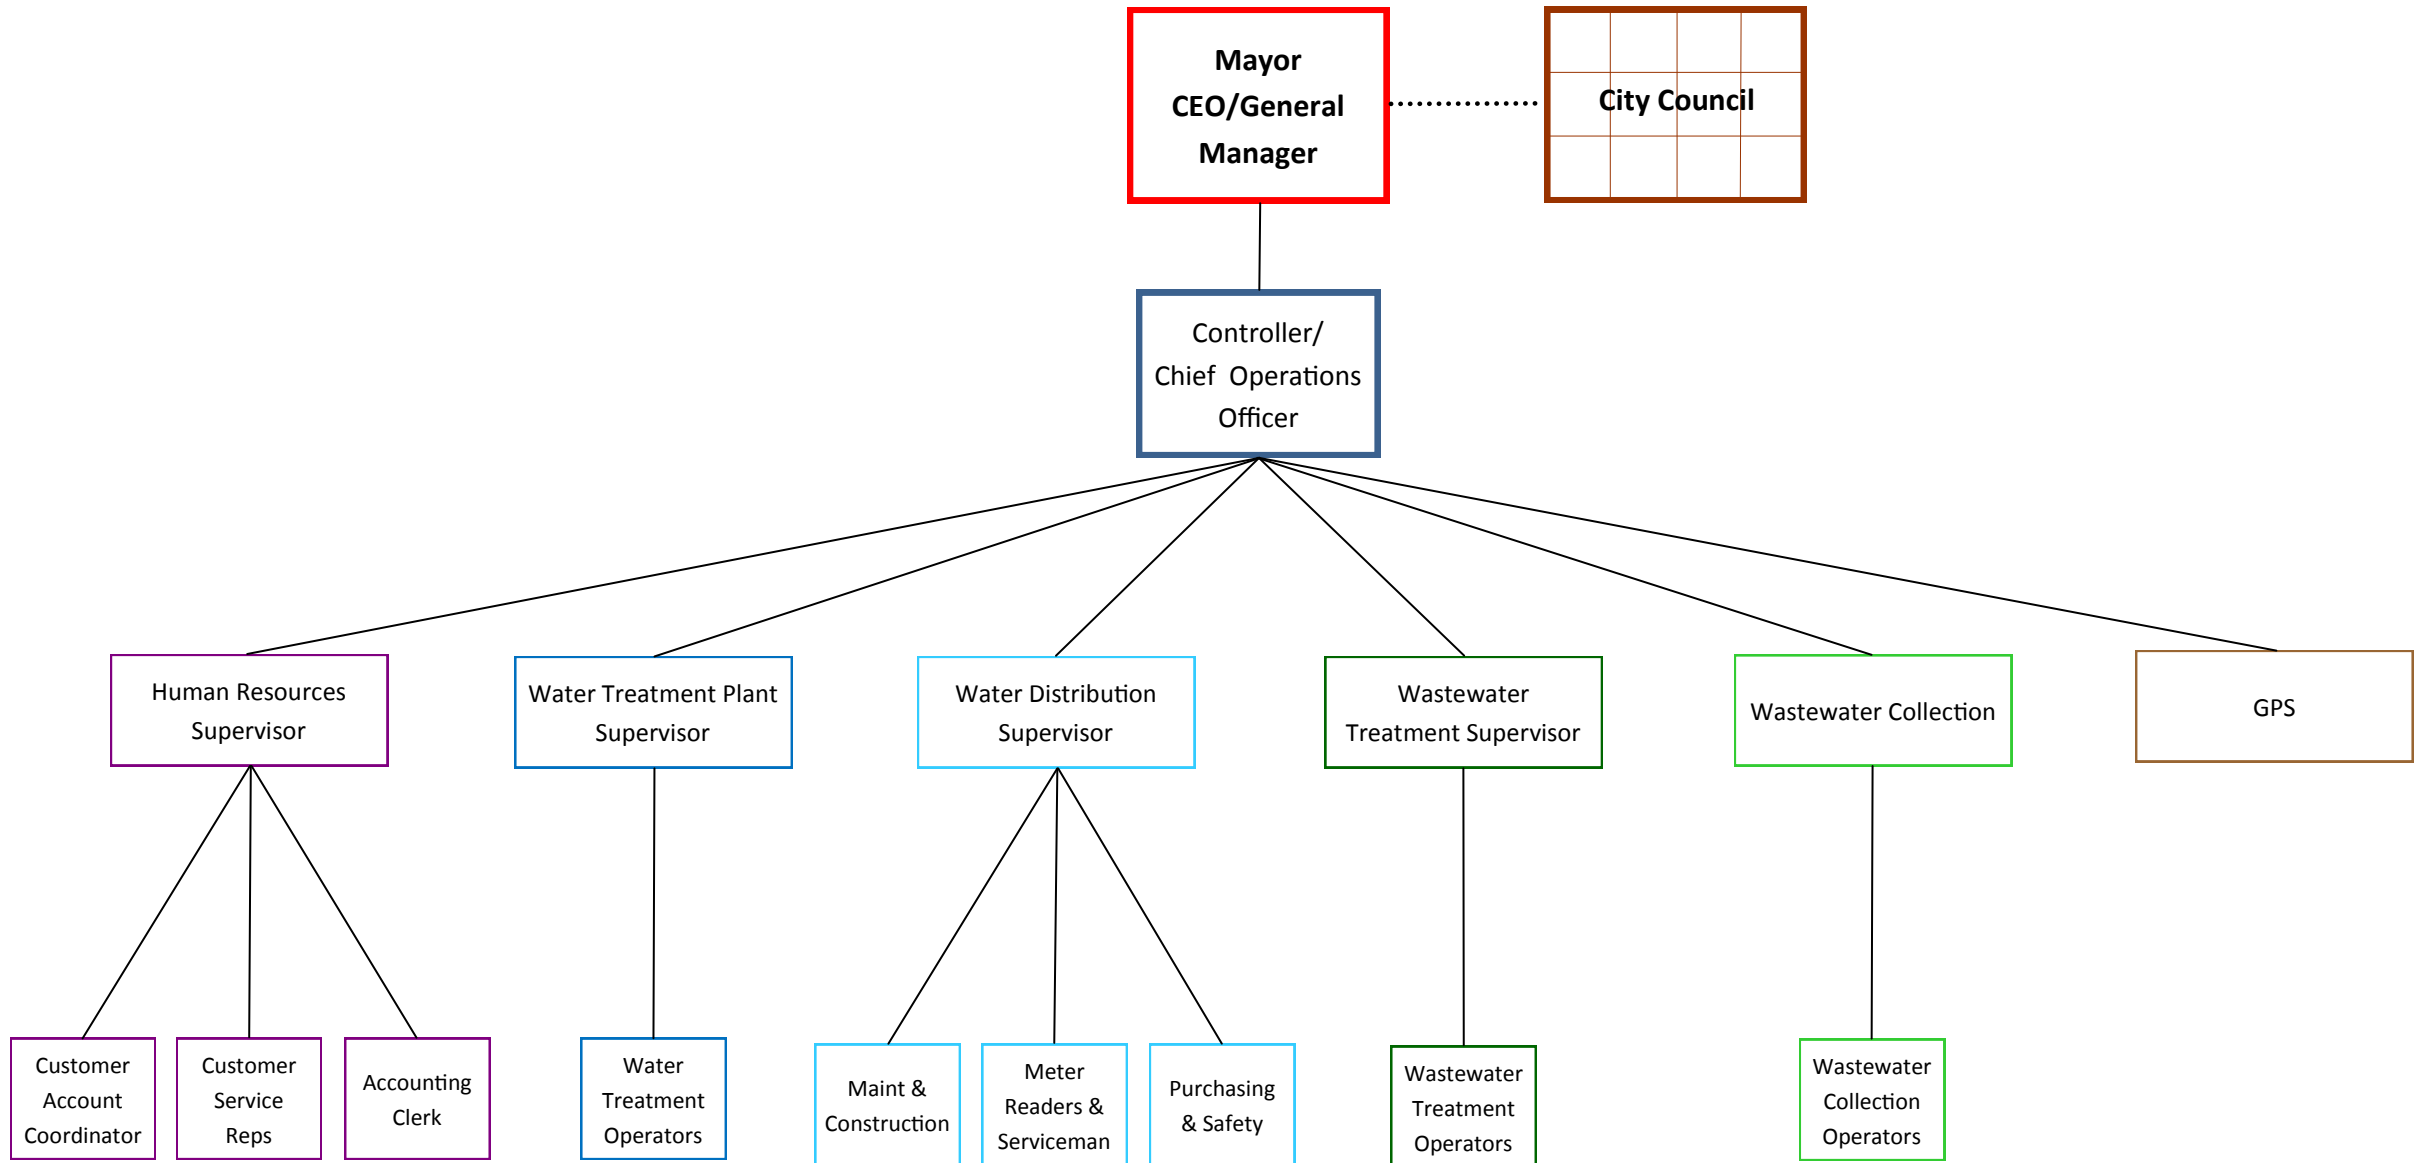 Mayor
CEO/General
Manager
City Council
Controller/
Chief Operations
Officer
Human Resources
Supervisor
Water Treatment Plant
Supervisor
Water Distribution
Supervisor
Wastewater
Treatment Supervisor
Wastewater Collection
GPS
Customer
Account
Coordinator
Customer
Service
Reps
Accounting
Clerk
Water
Treatment
Operators
Maint &
Construction
Meter
Readers &
Serviceman
Purchasing
& Safety
Wastewater
Treatment
Operators
Wastewater
Collection
Operators